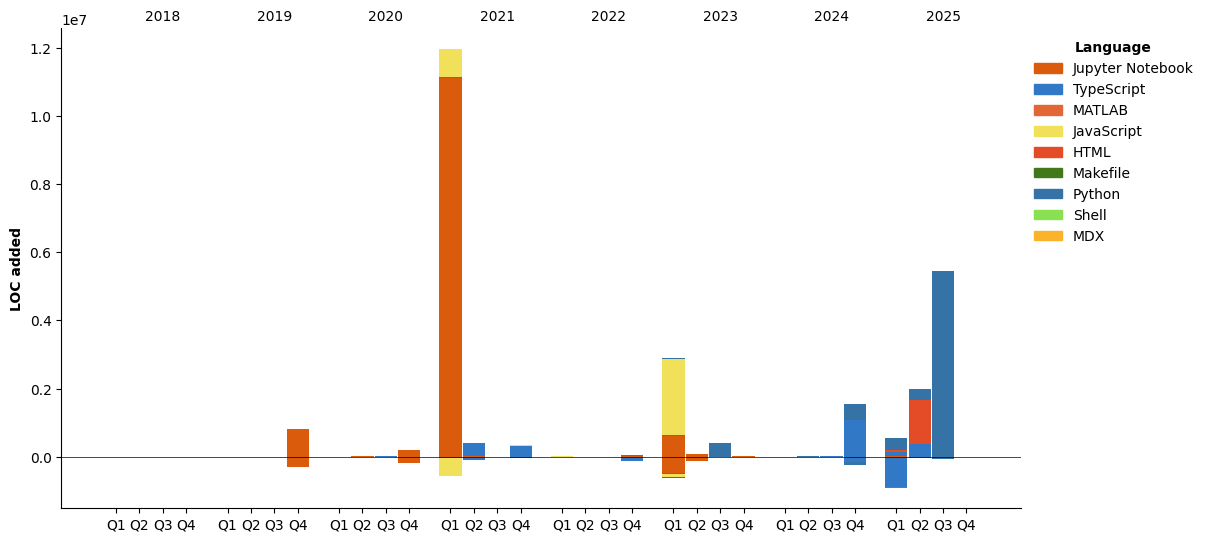 2018 2019 2020 2021 2022 2023 2024 2025
1e7
Language
Jupyter Notebook
TypeScript
MATLAB
JavaScript
HTML
Makefile
Python
Shell
MDX
LOC added
1.2
1.0
0.8
0.6
0.4
0.2
0.0
Q1 Q2 Q3 Q4 Q1 Q2 Q3 Q4 Q1 Q2 Q3 Q4 Q1 Q2 Q3 Q4 Q1 Q2 Q3 Q4 Q1 Q2 Q3 Q4 Q1 Q2 Q3 Q4 Q1 Q2 Q3 Q4